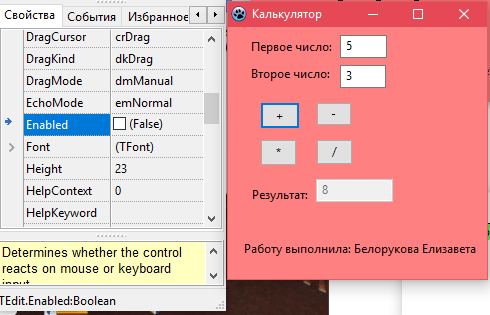 Свойства События Избранное
DragCursor crDrag
DragKind dkDrag
DragMode dmManual
EchoMode emNormal
Enabled (False)
Font (TFont)
Height 23
HelpContext 0
HelpKeyword
Determines whether the control
reacts on mouse or keyboard
input
TEdit.Enabled:Boolean
Калькулятор
Первое число: 5
Второе число: 3
+ -
* /
Результат: 8
Работу выполнила: Белорукова Елизавета